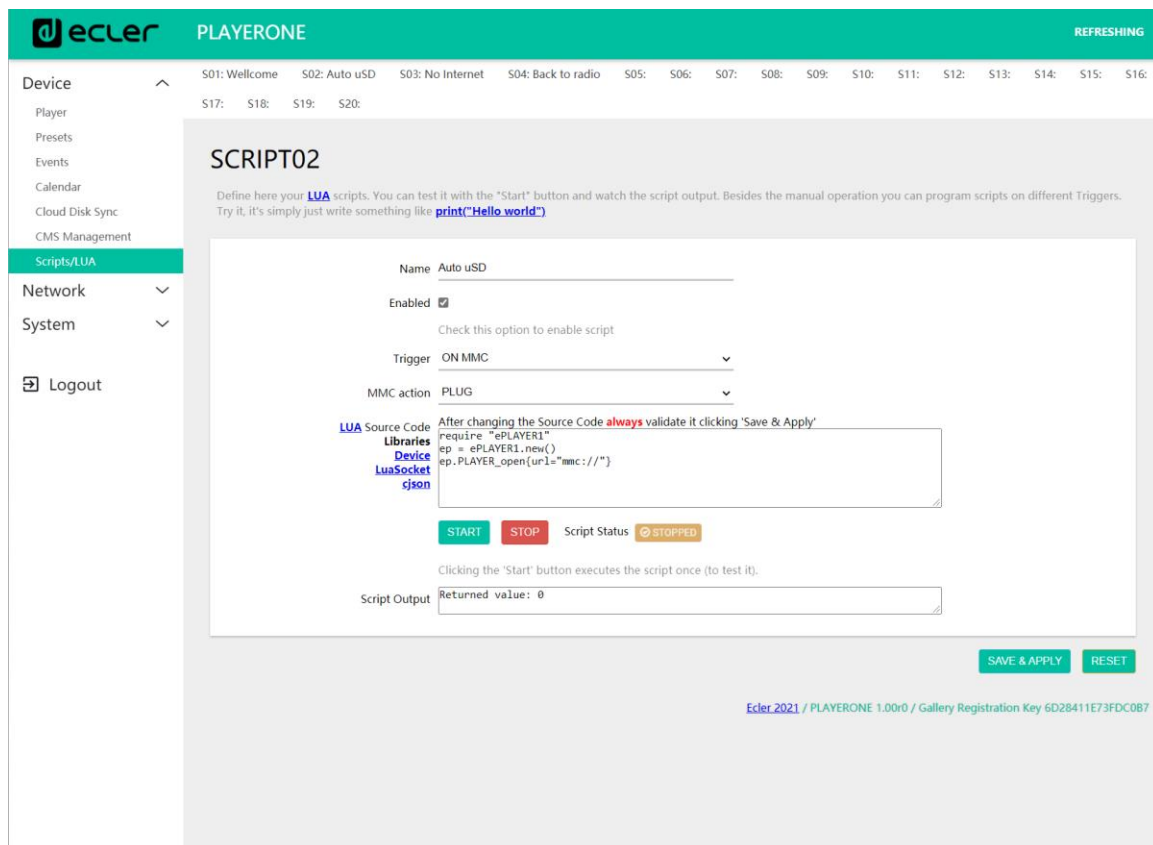 ecler
PLAYERONE
REFRESHING
Device
Player
Presets
Events
Calendar
Cloud Disk Sync
CMS Management
Scripts/LUA
Network
System
Logout
S01: Wellcome S02: Auto uSD S03: No Internet S04: Back to radio S05: S06: S07: S08: S09: S10: S11: S12: S13: S14: S15: S16:
S17: S18: S19: S20:
SCRIPT02
Define here your LUA scripts. You can test it with the "Start" button and watch the script output. Besides the manual operation you can program scripts on different Triggers.
Try it, it's simply just write something like print("Hello world")
Name Auto uSD
Enabled
Check this option to enable script
Trigger ON MMC
MMC action PLUG
LUA Source Code
Libraries
Device
LuaSocket
cjson
After changing the Source Code always validate it clicking 'Save & Apply'
require "ePLAYER1"
ep = ePLAYER1.new()
ep.PLAYER_open{url="mmc://"}
START STOP Script Status STOPPED
Clicking the 'Start' button executes the script once (to test it).
Script Output Returned value: 0
SAVE & APPLY RESET
Ecler 2021 / PLAYERONE 1.00r0 / Gallery Registration Key 6D28411E73FDC0B7